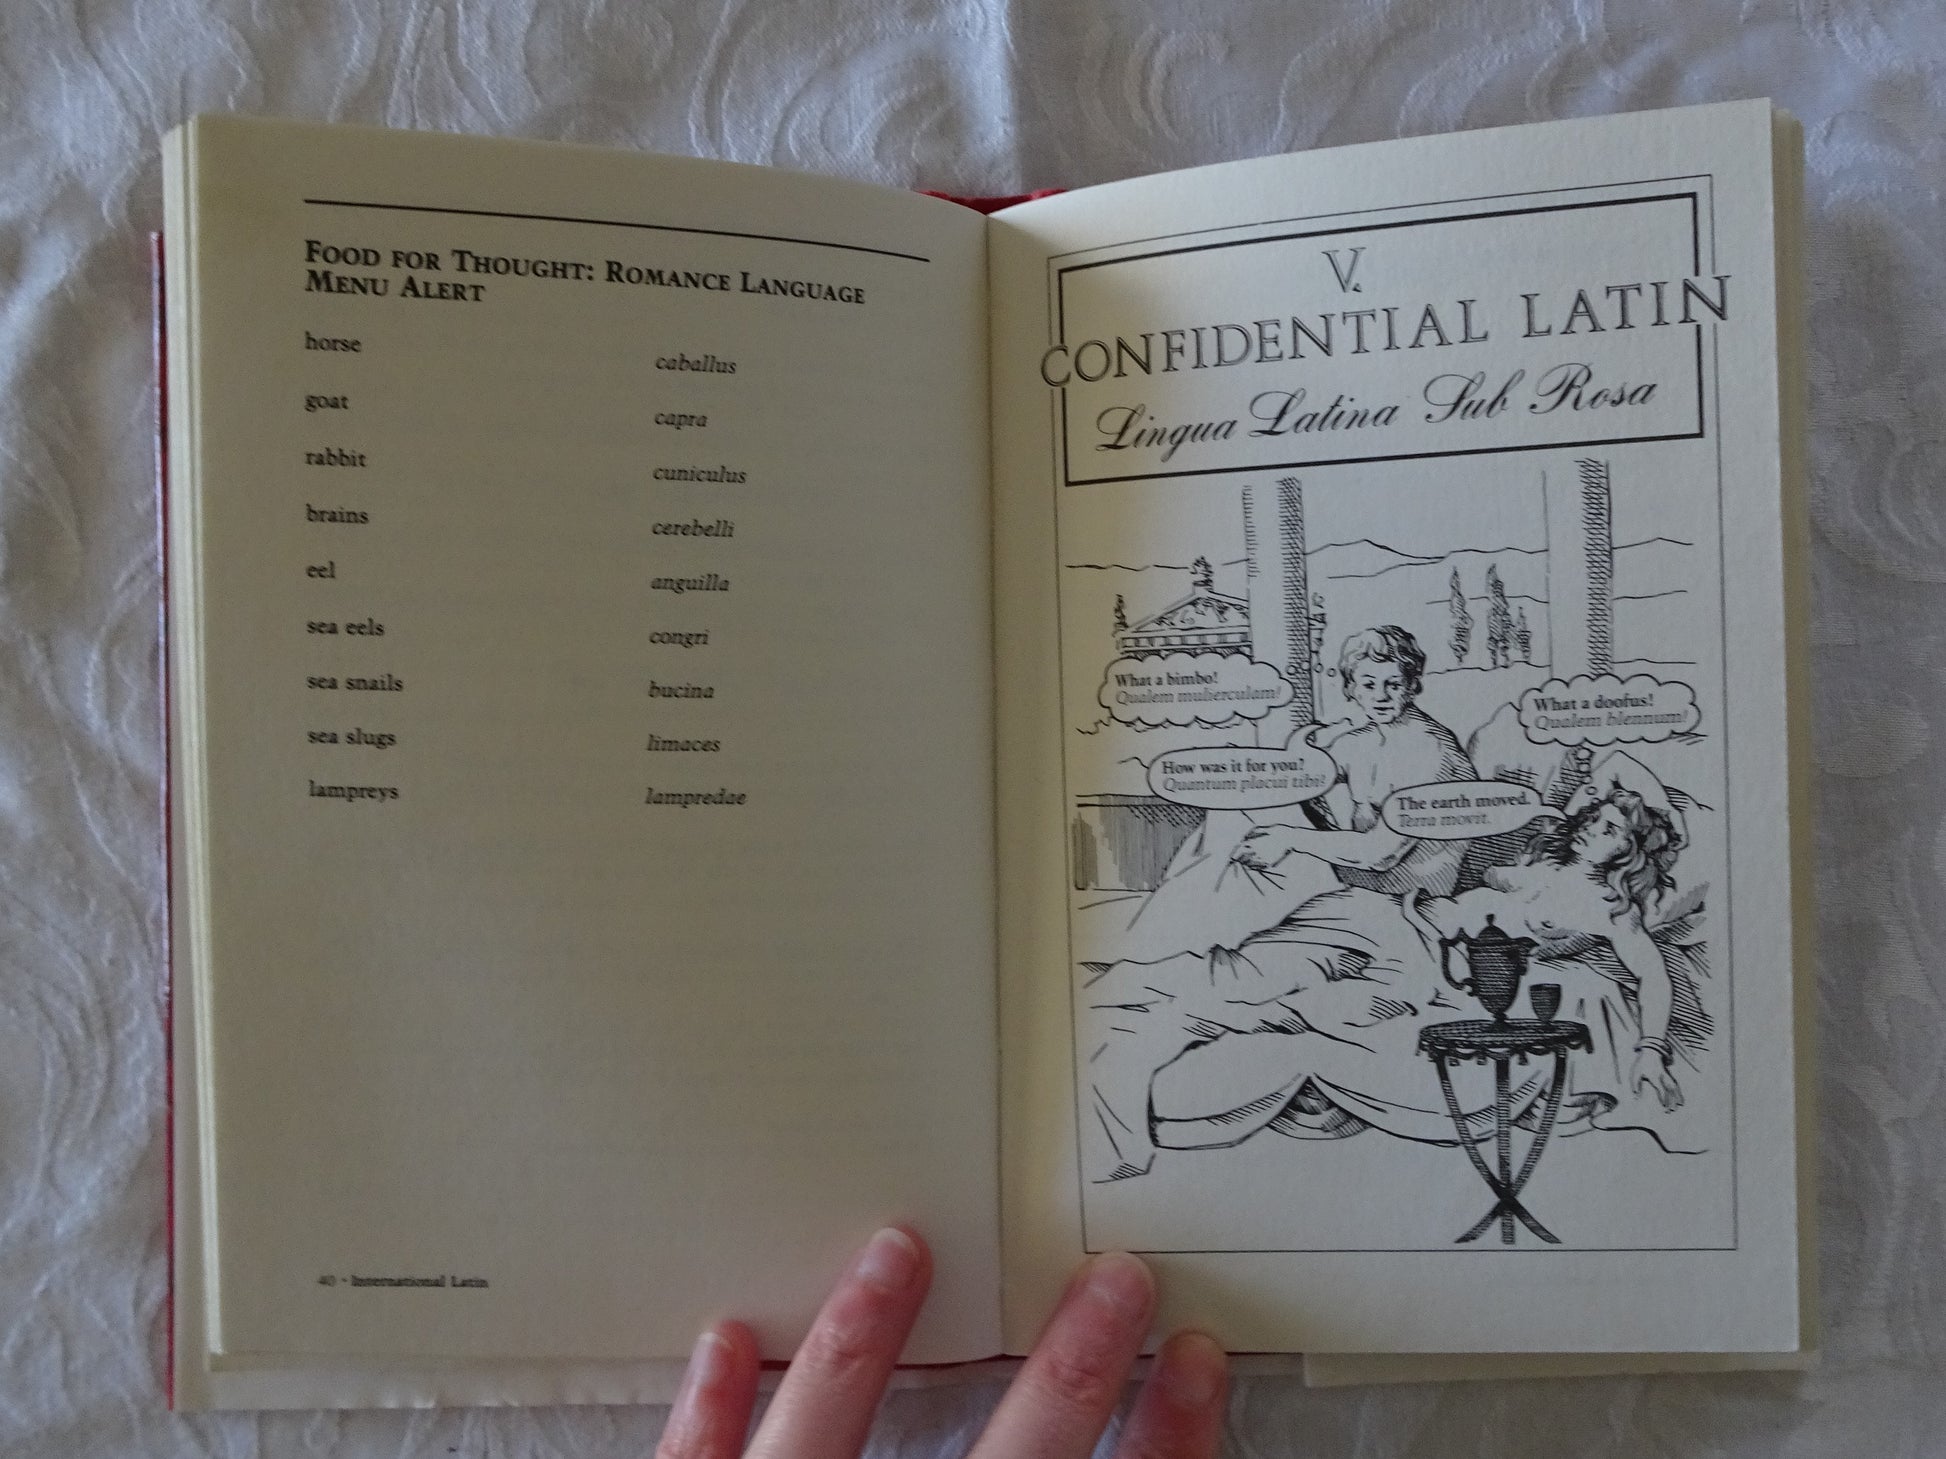 FOOD FOR THOUGHT: ROMANCE LANGUAGE
MENU ALERT
horse caballus
goat capra
rabbit cuniculus
brains cerebelli
eel anguilla
sea eels congri
sea snails bucina
sea slugs limaces
lampreys lampredae
40 • International Latin
V.
CONFIDENTIAL LATIN
Lingua Latina Sub Rosa
What a bimbo!
Qualem muherculam!
What a doofus!
Qualem blennum!
How was it for you?
Quantum placui tibi?
The earth moved.
Terra movit.